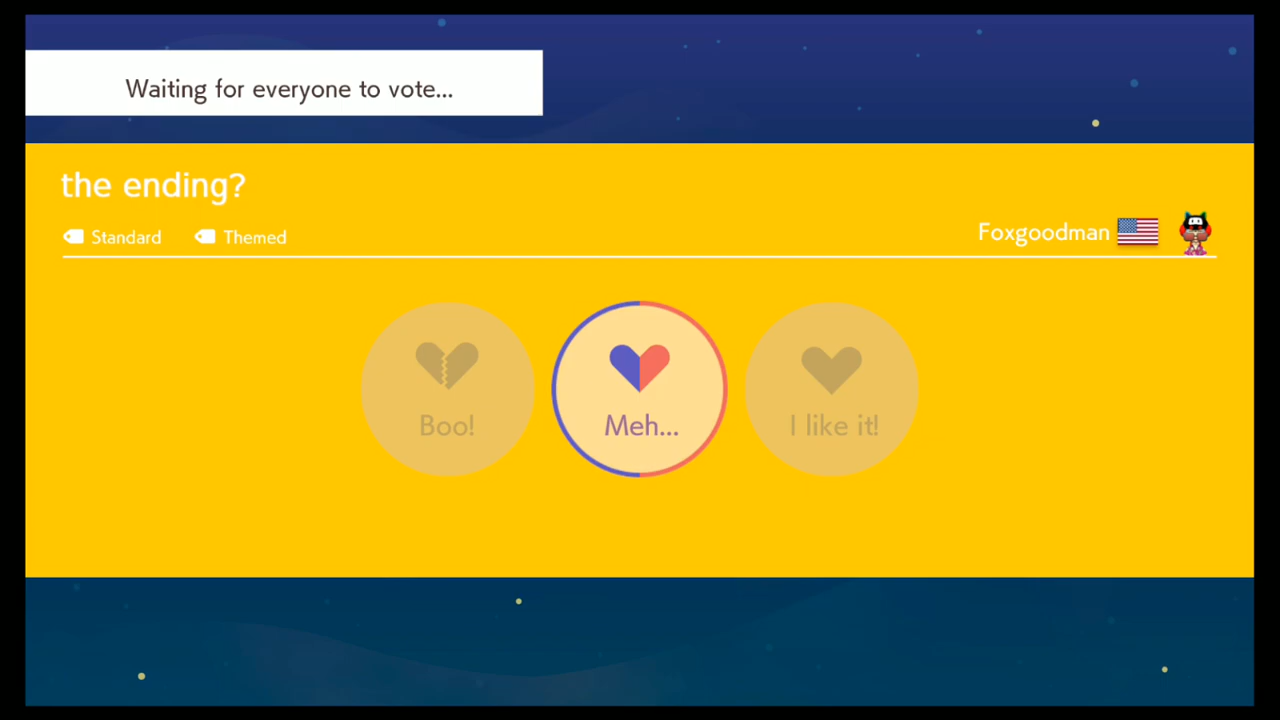 Waiting for everyone to vote...
the ending?
Standard Themed
Foxgoodman
Boo! Meh... I like it!